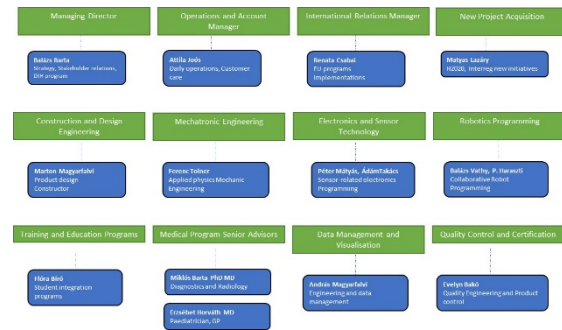 Managing Director
Balázs Barta
Strategy, Stakeholder relations,
DIH program
Operations and Account
Manager
Attila Joós
Daily operations, Customer
care
International Relations Manager
Renata Csabai
EU programs
Implementations
New Project Acquisition
Matyas Lazáry
H2020, Interreg new initiatives
Construction and Design
Engineering
Marton Magyarfalvi
Product design
Constructor
Mechatronic Engineering
Ferenc Tolner
Applied physics Mechanic
Engineering
Electronics and Sensor
Technology
Péter Mátyás, ÁdámTakács
Sensor related electronics
Programming
Robotics Programming
Balázs Vathy, P. Haraszti
Collaborative Robot
Programming
Training and Education Programs
Flóra Bíró
Student integration
programs
Medical Program Senior Advisors
Miklós Barta PhD MD
Diagnostics and Radiology
Erzsébet Horváth MD
Paediatrician, GP
Data Management and
Visualisation
András Magyarfalvi
Engineering and data
management
Quality Control and Certification
Evelyn Bakó
Quality Engineering and Product
control